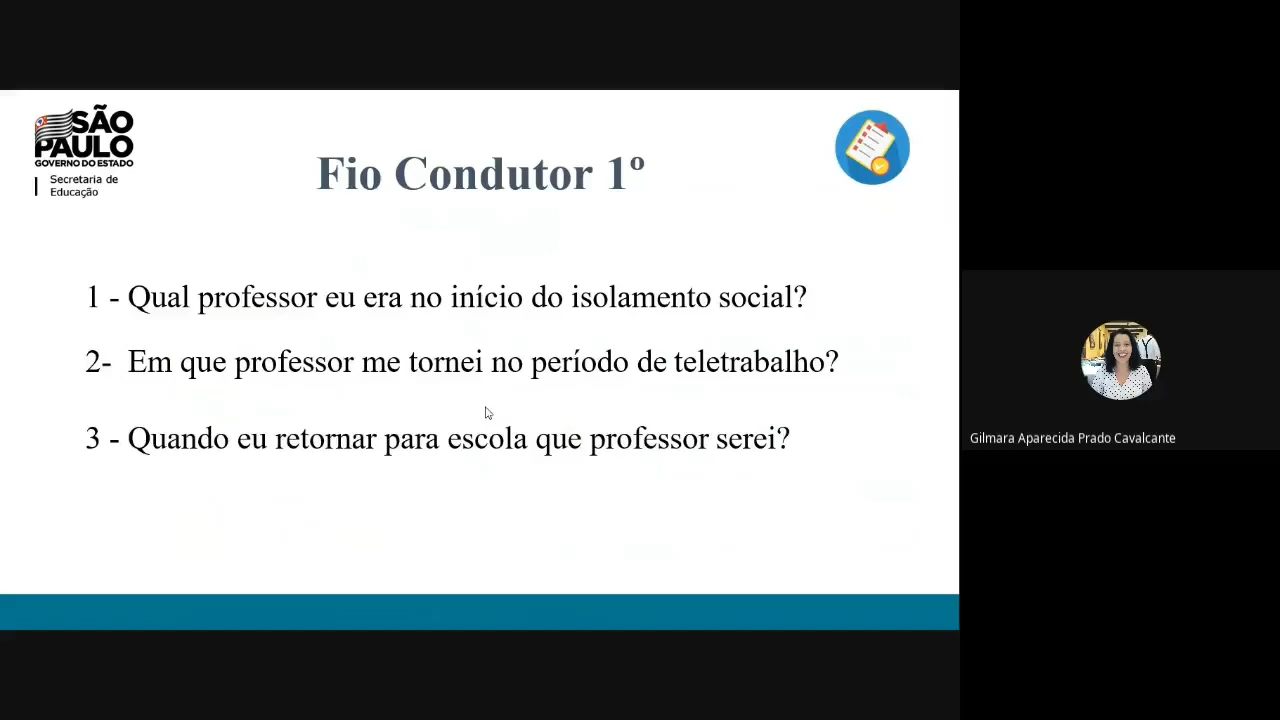 SÃO
PAULO
GOVERNO DO ESTADO
Secretaria de
Educação
Fio Condutor 1º
1 - Qual professor eu era no início do isolamento social?
2- Em que professor me tornei no período de teletrabalho?
3 - Quando eu retornar para escola que professor serei?
Gilmara Aparecida Prado Cavalcante